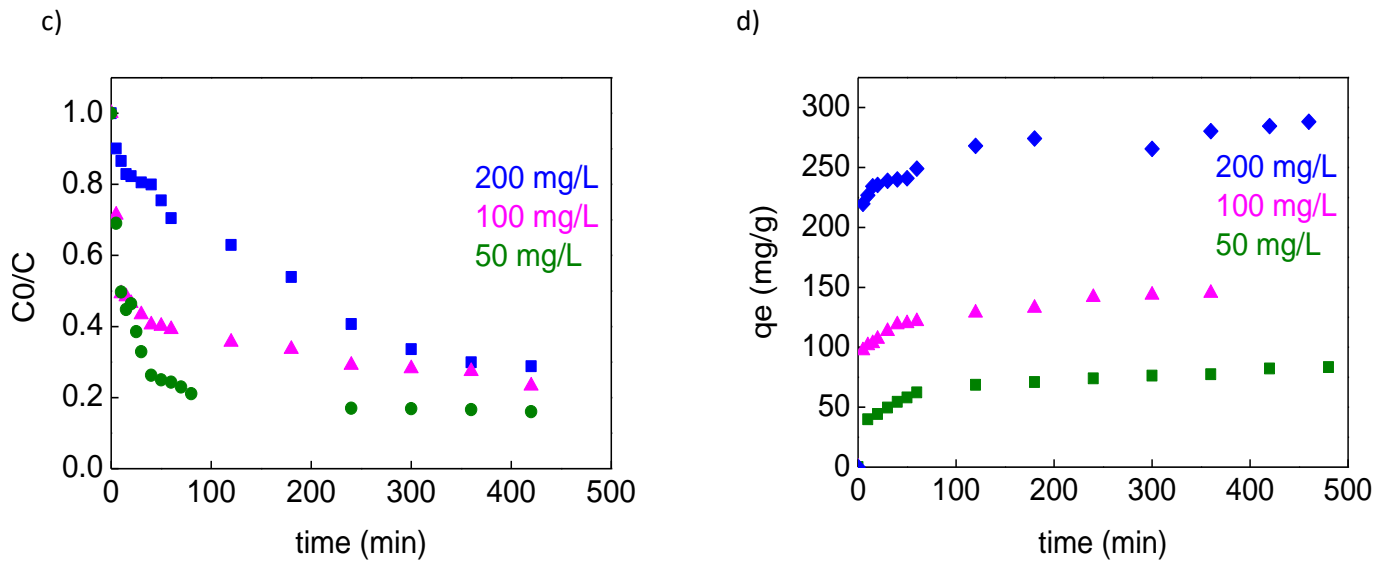 c)
C0/C
1.0
0.8
0.6
0.4
0.2
0.0
200 mg/L
100 mg/L
50 mg/L
0 100 200 300 400 500
time (min)
d)
qe (mg/g)
300
250
200
150
100
50
0
200 mg/L
100 mg/L
50 mg/L
0 100 200 300 400 500
time (min)